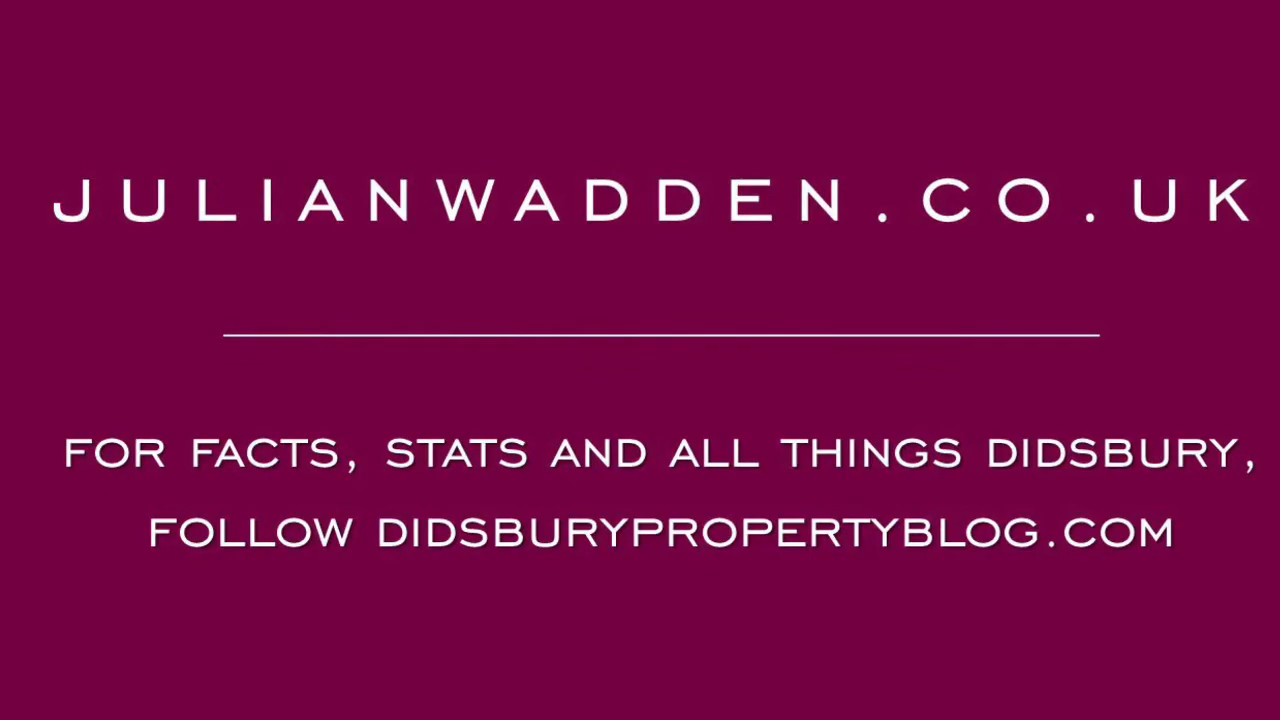 JULIANWADDEN.CO.UK
FOR FACTS, STATS AND ALL THINGS DIDSBURY,
FOLLOW DIDSBURYPROPERTYBLOG.COM